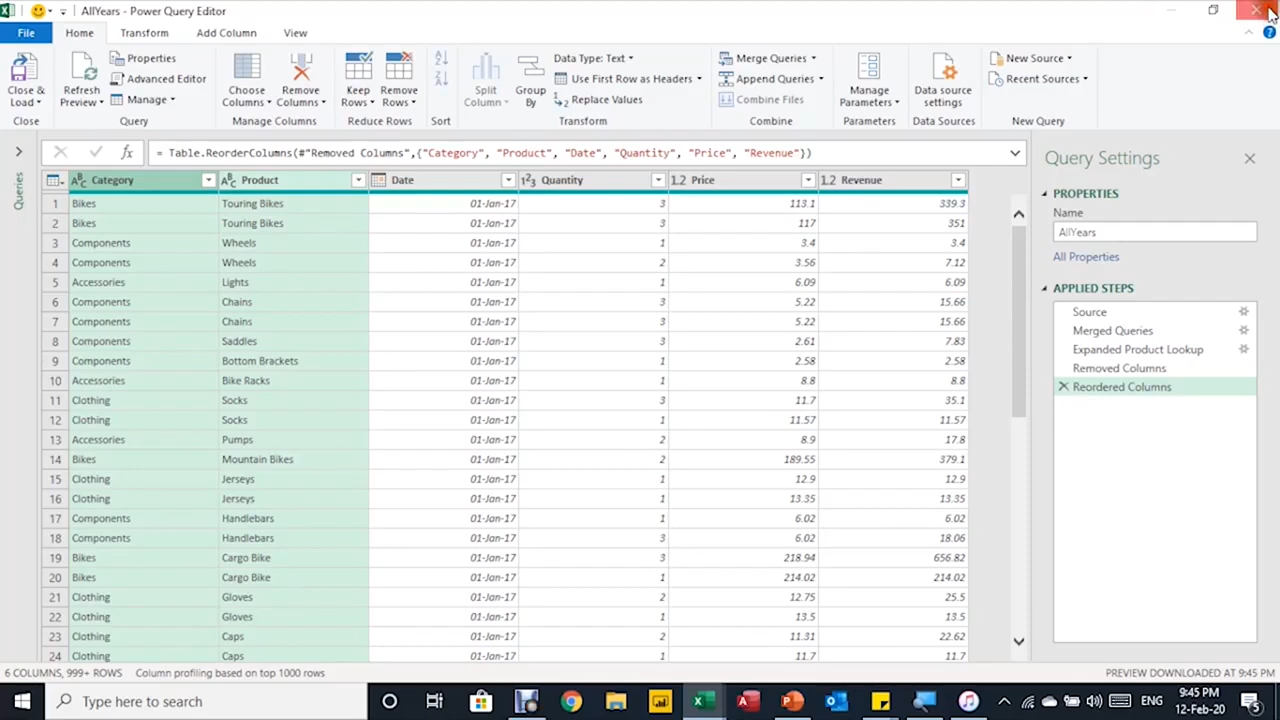 AllYears - Power Query Editor
File Home Transform Add Column View
Close & Load
Refresh Preview
Properties
Advanced Editor
Manage
Choose Columns
Remove Columns
Keep Rows
Remove Rows
Split Column
Group By
Data Type: Text
Use First Row as Headers
Replace Values
Merge Queries
Append Queries
Combine Files
Manage Parameters
Data source settings
New Source
Recent Sources
Close Query Manage Columns Reduce Rows Sort Transform Combine Parameters Data Sources New Query
= Table.ReorderColumns(#"Removed Columns",{"Category", "Product", "Date", "Quantity", "Price", "Revenue"})
Queries
Category Product Date Quantity Price Revenue
1 Bikes Touring Bikes 01-Jan-17 3 113.1 339.3
2 Bikes Touring Bikes 01-Jan-17 3 117 351
3 Components Wheels 01-Jan-17 1 3.4 3.4
4 Components Wheels 01-Jan-17 2 3.56 7.12
5 Accessories Lights 01-Jan-17 1 6.09 6.09
6 Components Chains 01-Jan-17 3 5.22 15.66
7 Components Chains 01-Jan-17 3 5.22 15.66
8 Components Saddles 01-Jan-17 3 2.61 7.83
9 Components Bottom Brackets 01-Jan-17 1 2.58 2.58
10 Accessories Bike Racks 01-Jan-17 1 8.8 8.8
11 Clothing Socks 01-Jan-17 3 11.7 35.1
12 Clothing Socks 01-Jan-17 1 11.57 11.57
13 Accessories Pumps 01-Jan-17 2 8.9 17.8
14 Bikes Mountain Bikes 01-Jan-17 2 189.55 379.1
15 Clothing Jerseys 01-Jan-17 1 12.9 12.9
16 Clothing Jerseys 01-Jan-17 1 13.35 13.35
17 Components Handlebars 01-Jan-17 1 6.02 6.02
18 Components Handlebars 01-Jan-17 3 6.02 18.06
19 Bikes Cargo Bike 01-Jan-17 3 218.94 656.82
20 Bikes Cargo Bike 01-Jan-17 1 214.02 214.02
21 Clothing Gloves 01-Jan-17 2 12.75 25.5
22 Clothing Gloves 01-Jan-17 1 13.5 13.5
23 Clothing Caps 01-Jan-17 2 11.31 22.62
24 Clothing Caps 01-Jan-17 1 11.7 11.7
Query Settings
PROPERTIES
Name
AllYears
All Properties
APPLIED STEPS
Source
Merged Queries
Expanded Product Lookup
Removed Columns
Reordered Columns
6 COLUMNS, 999+ ROWS Column profiling based on top 1000 rows PREVIEW DOWNLOADED AT 9:45 PM
Type here to search
ENG
9:45 PM
12-Feb-20
5